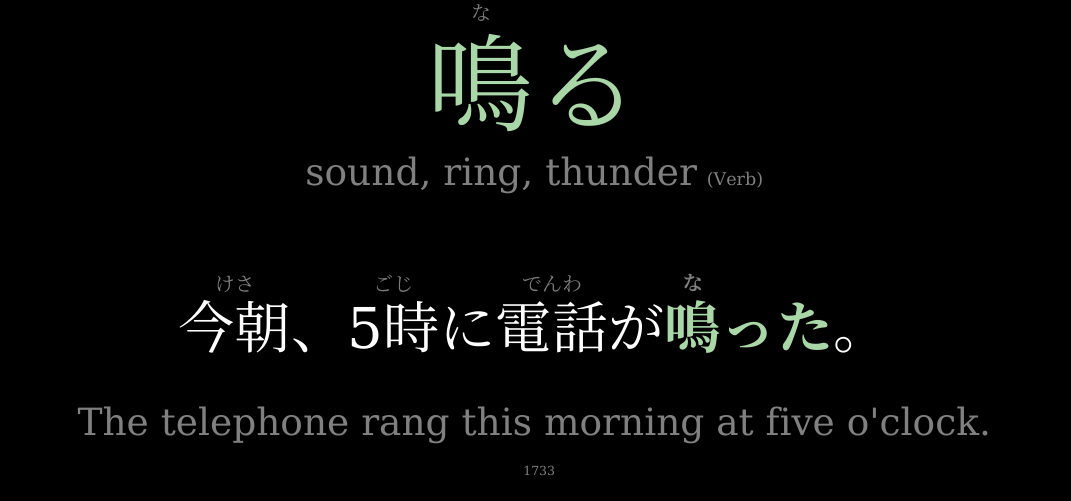 な
鳴る
sound, ring, thunder (Verb)
けさ ごじ でんわ な
今朝、5時に電話が鳴った。
The telephone rang this morning at five o'clock.
1733